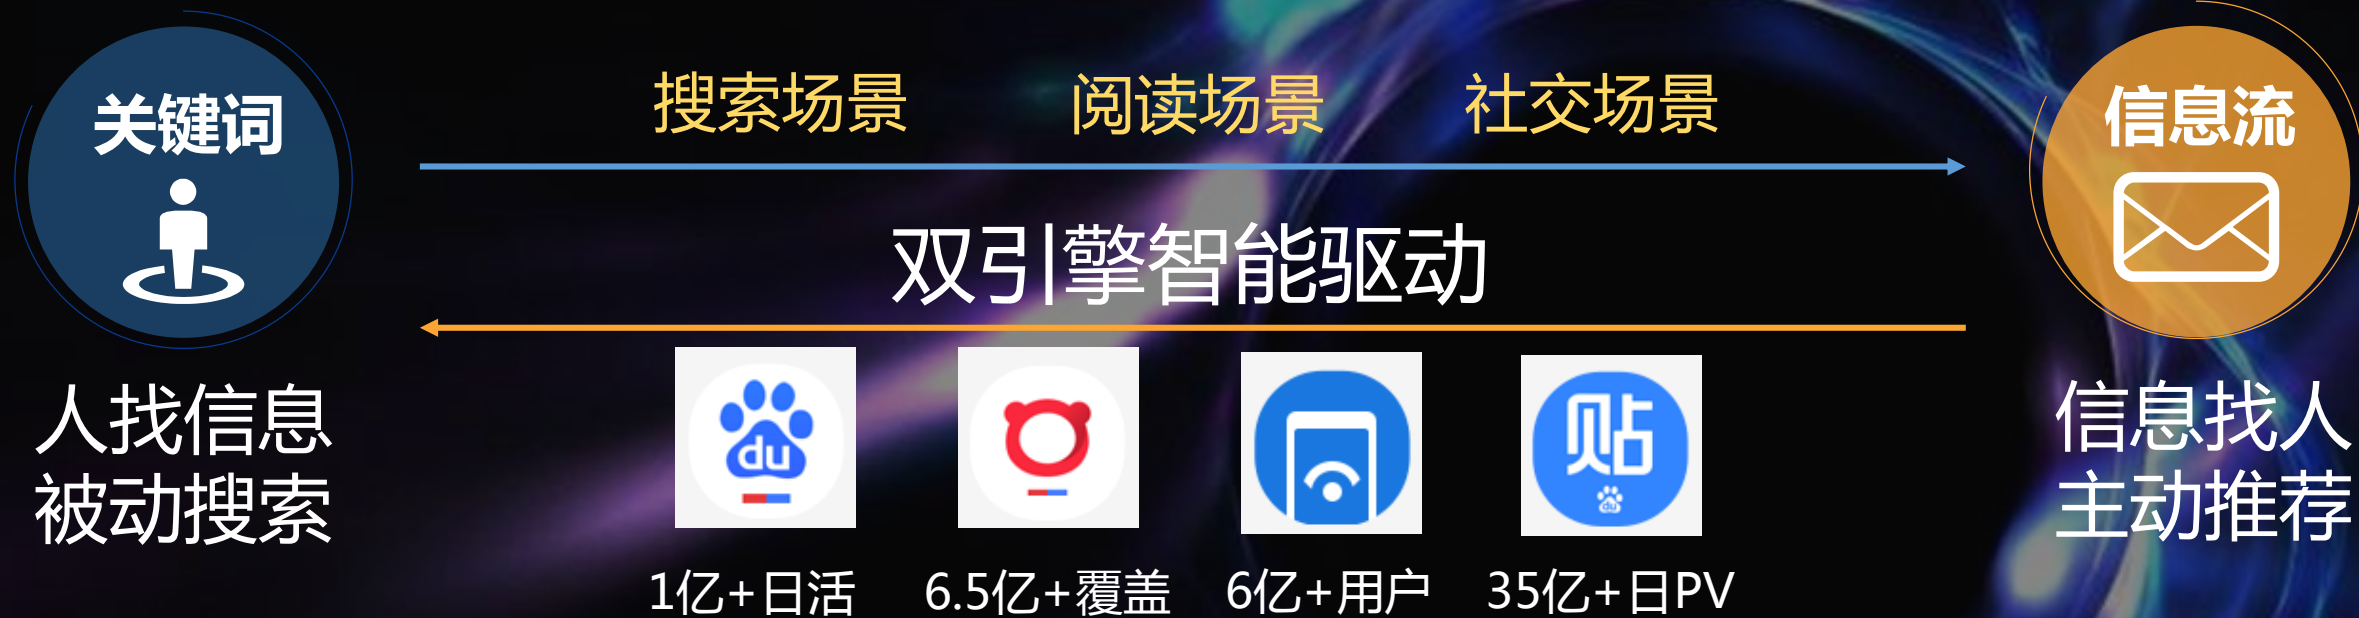 关键词
搜索场景 阅读场景 社交场景
信息流
双引擎智能驱动
人找信息
被动搜索
du
贴
du
信息找人
主动推荐
1亿+日活 6.5亿+覆盖 6亿+用户 35亿+日PV